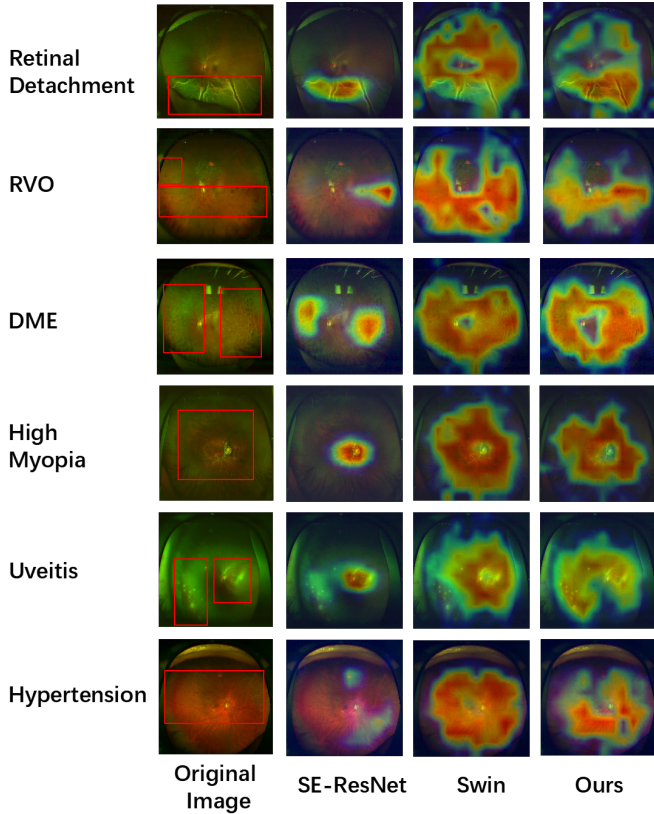 Retinal
Detachment
RVO
DME
High
Myopia
Uveitis
Hypertension
Original
Image
SE-ResNet
Swin
Ours